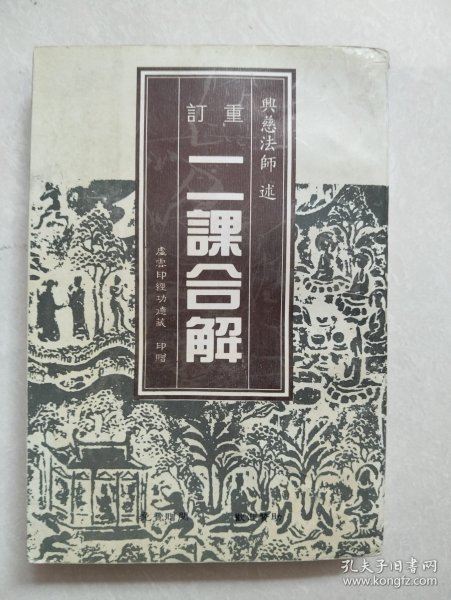 興慈法師 述
重訂
二課合解
虛雲印經功德藏 印贈
孔夫子旧书网
www.kongfz.com